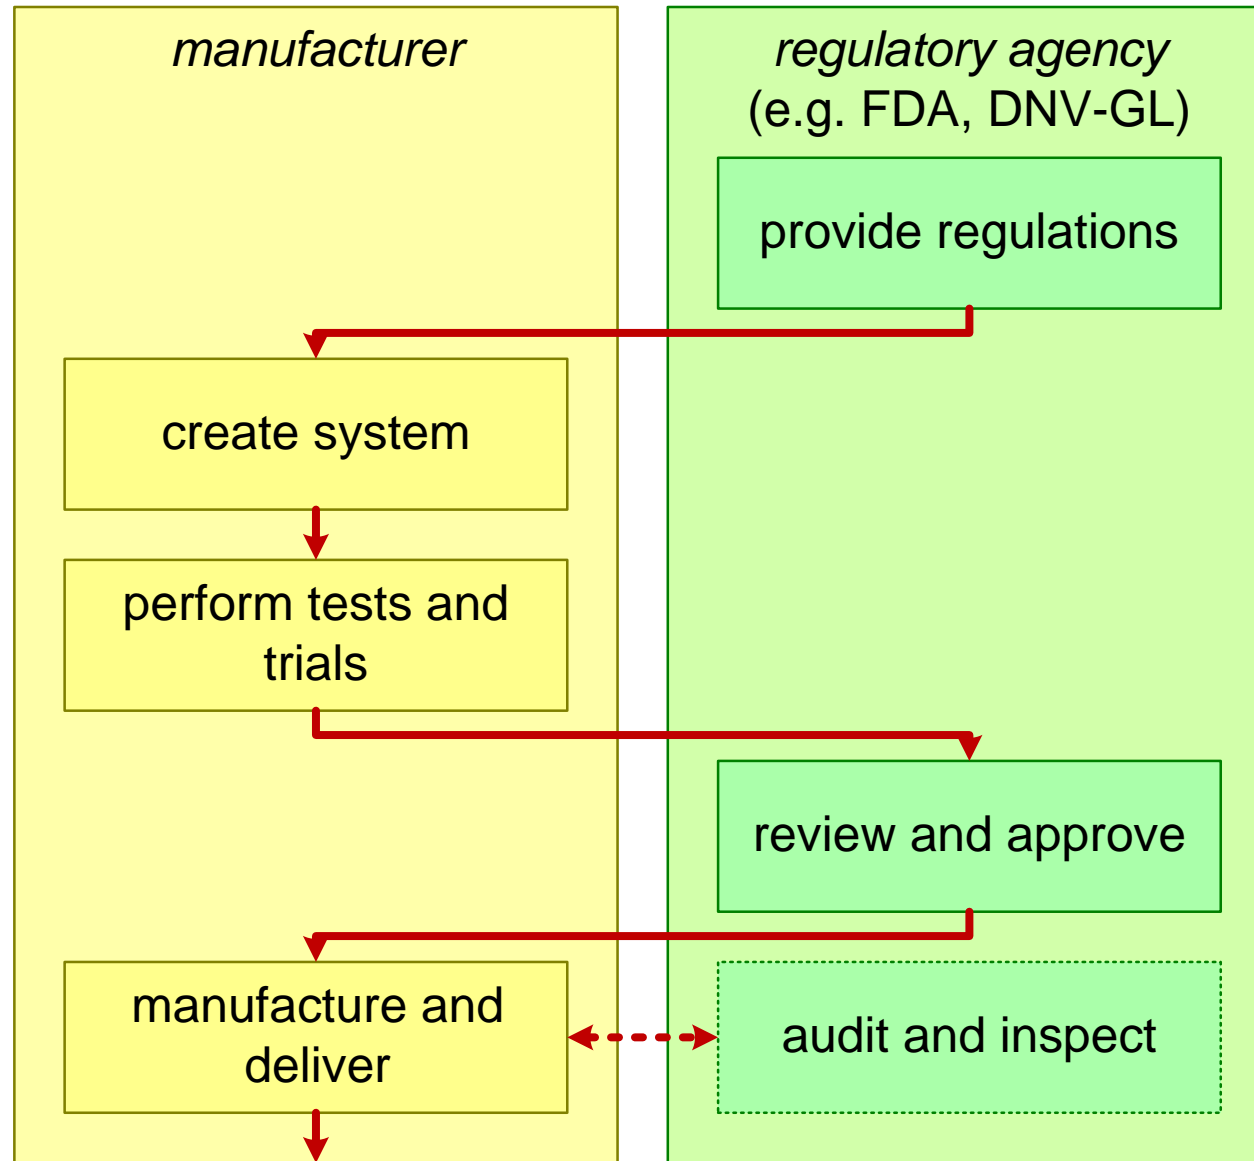 manufacturer
regulatory agency
(e.g. FDA, DNV-GL)
provide regulations
create system
perform tests and
trials
review and approve
manufacture and
deliver
audit and inspect